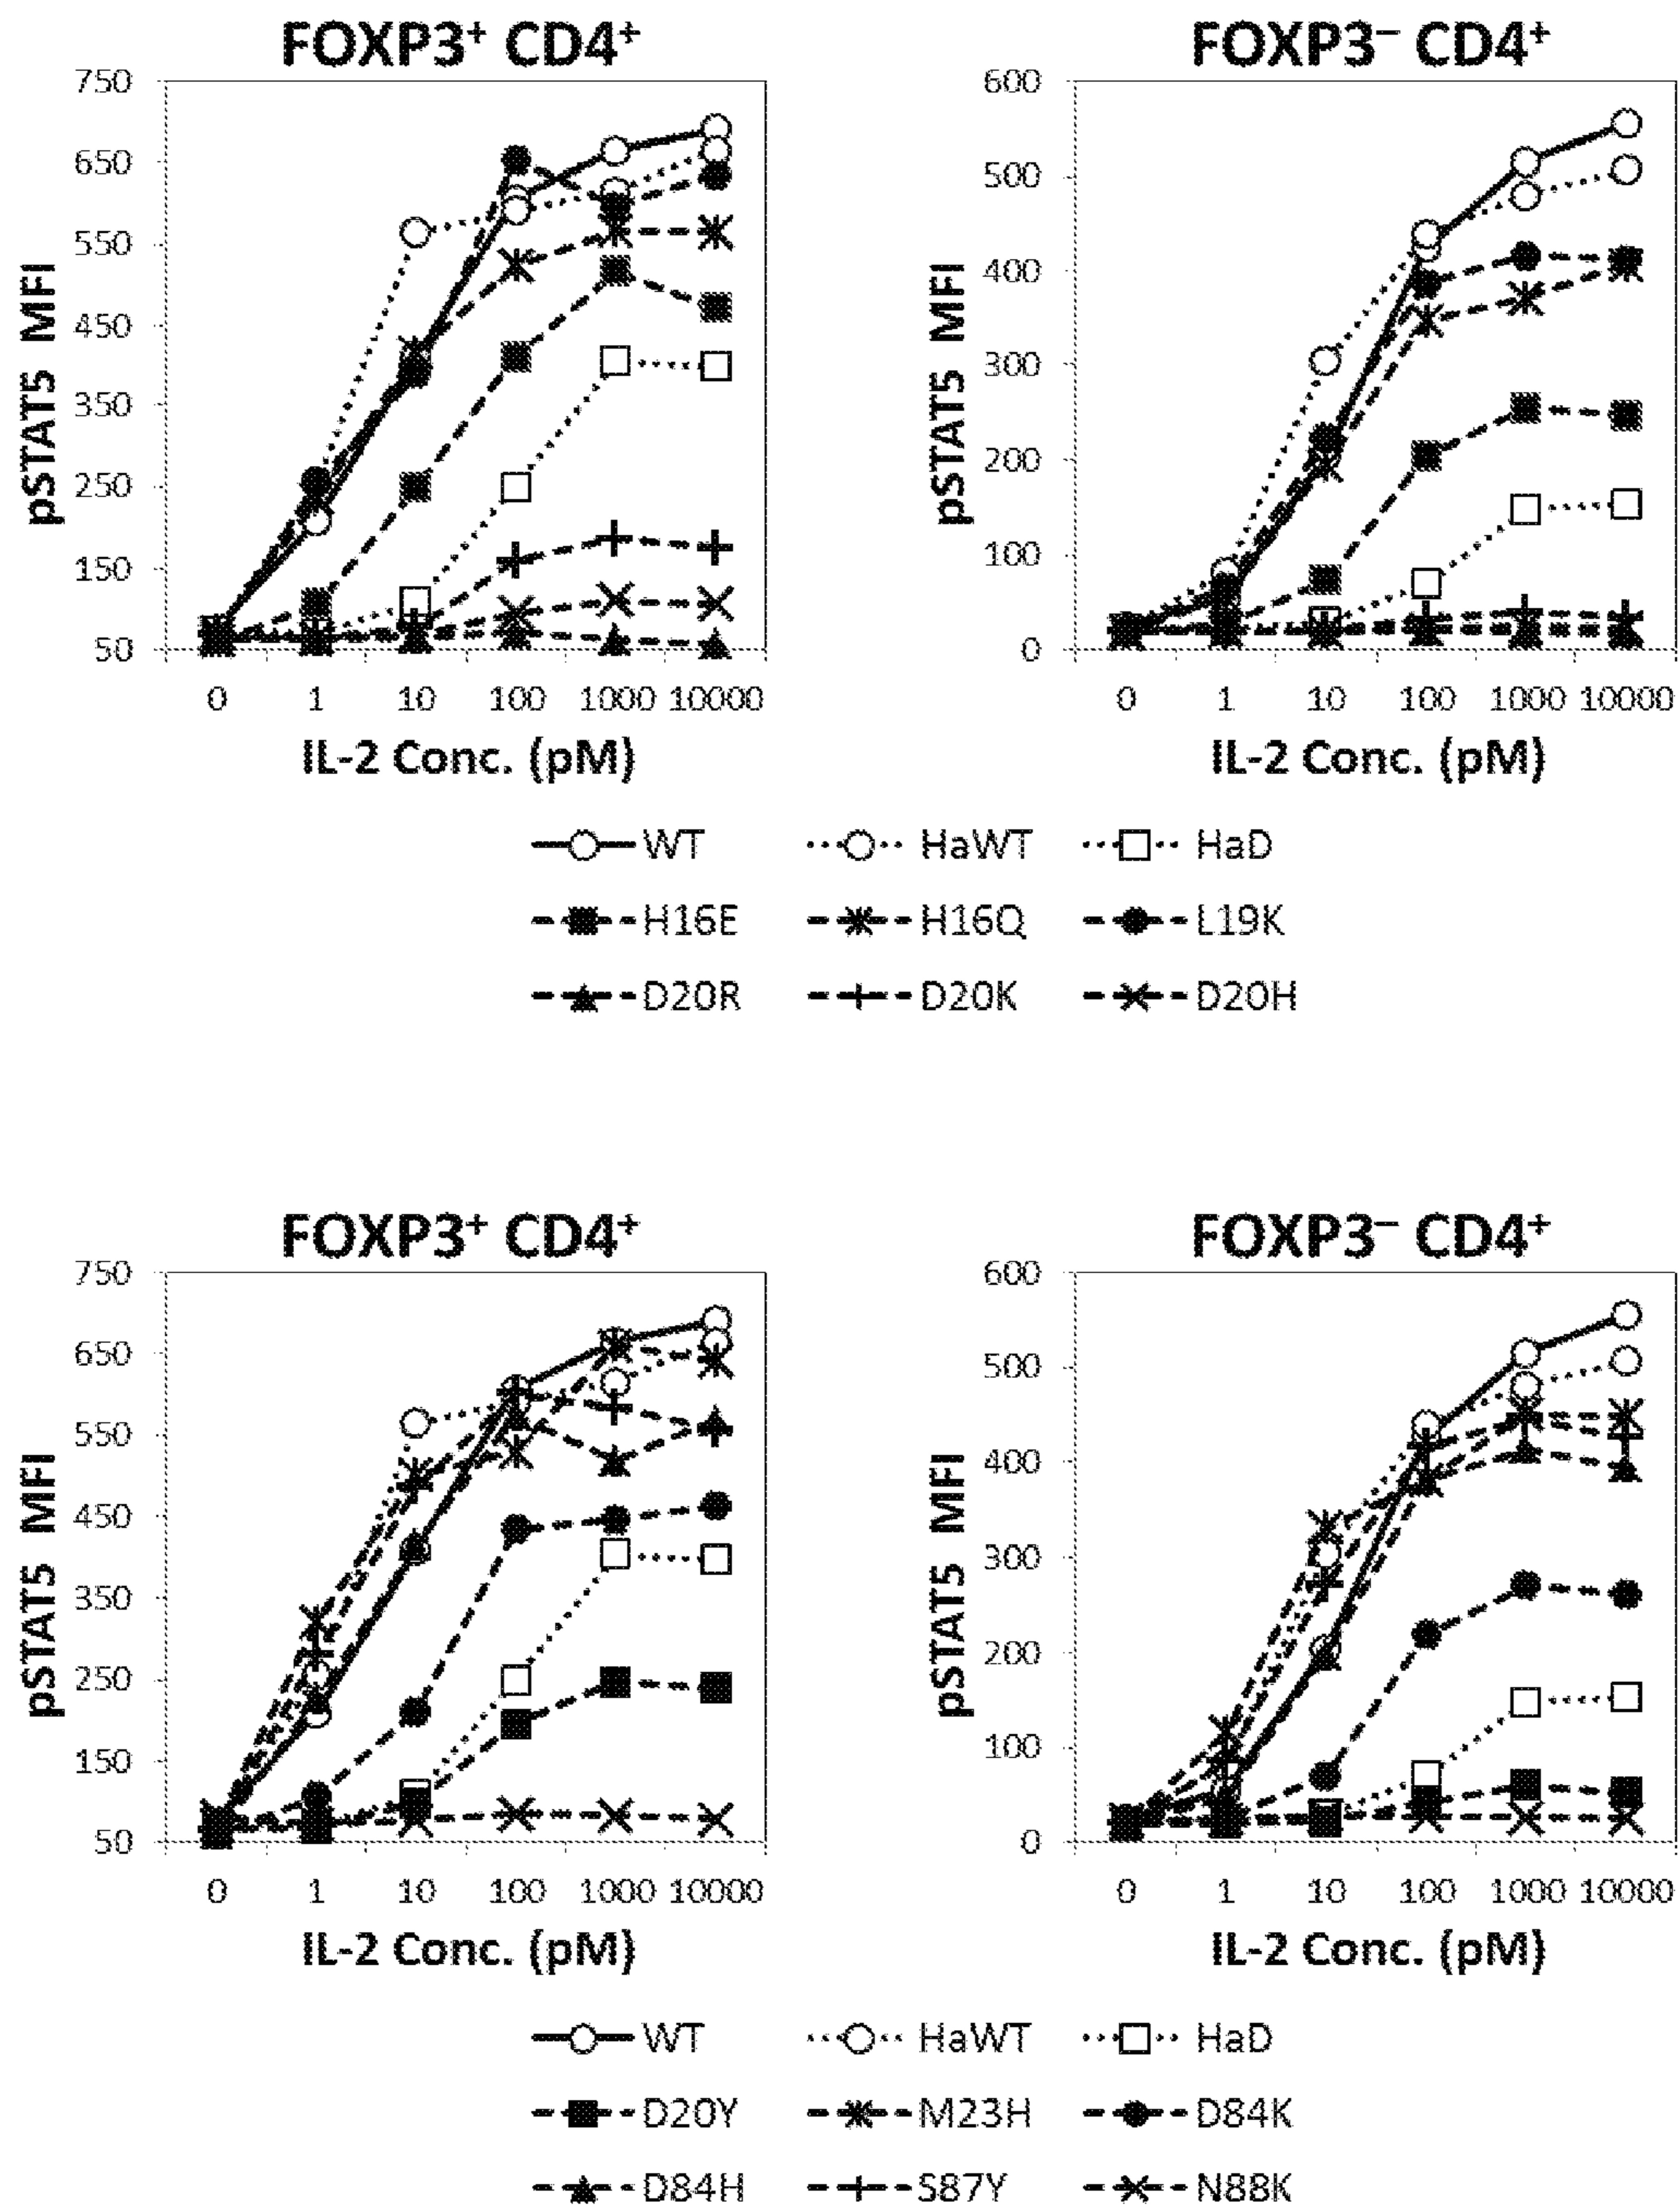 FOXP3⁺ CD4⁺
FOXP3⁻ CD4⁺
pSTAT5 MFI
750
650
550
450
350
250
150
50
0 1 10 100 1000 10000
IL-2 Conc. (pM)
pSTAT5 MFI
600
500
400
300
200
100
0
0 1 10 100 1000 10000
IL-2 Conc. (pM)
WT HaWT HaD
H16E H16Q L19K
D20R D20K D20H
FOXP3⁺ CD4⁺
FOXP3⁻ CD4⁺
pSTAT5 MFI
750
650
550
450
350
250
150
50
0 1 10 100 1000 10000
IL-2 Conc. (pM)
pSTAT5 MFI
600
500
400
300
200
100
0
0 1 10 100 1000 10000
IL-2 Conc. (pM)
WT HaWT HaD
D20Y M23H D84K
D84H S87Y N88K